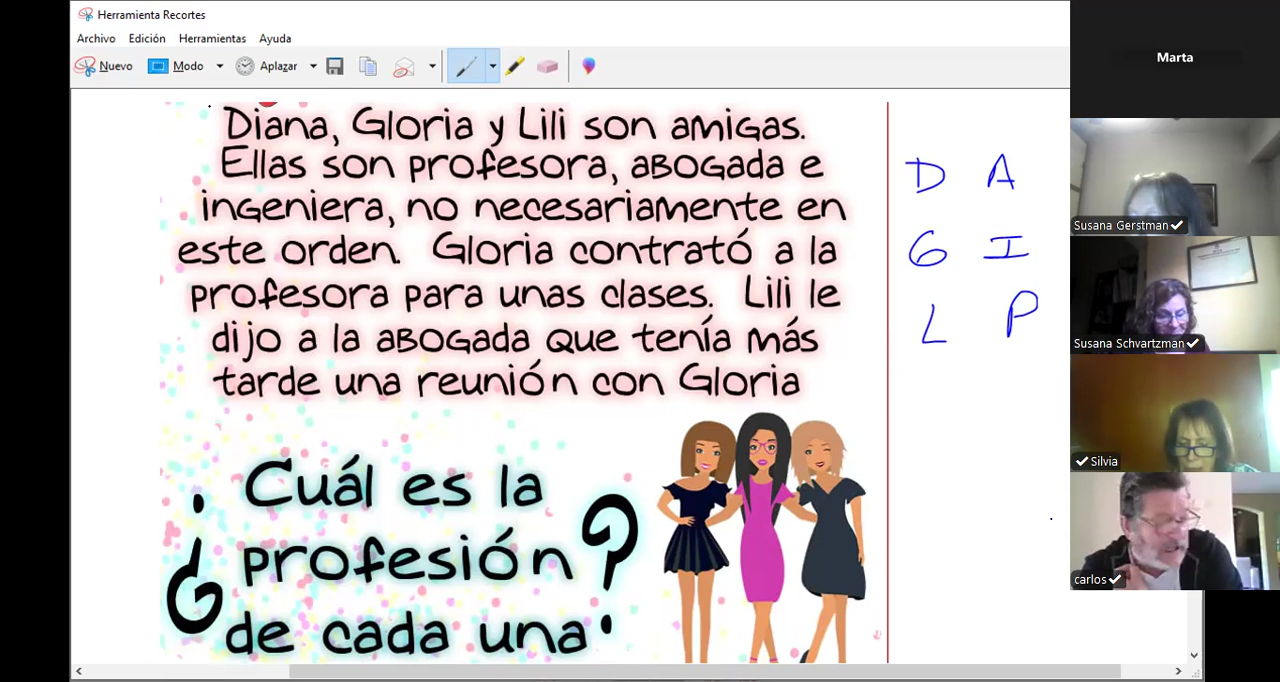 Herramienta Recortes
Archivo Edición Herramientas Ayuda
Nuevo Modo Aplazar
Diana, Gloria y Lili son amigas.
Ellas son profesora, abogada e
ingeniera, no necesariamente en
este orden. Gloria contrató a la
profesora para unas clases. Lili le
dijo a la abogada que tenía más
tarde una reunión con Gloria
¿Cuál es la
profesión
de cada una?
D A
G I
L P
Marta
Susana Gerstman
Susana Schvartzman
Silvia
carlos